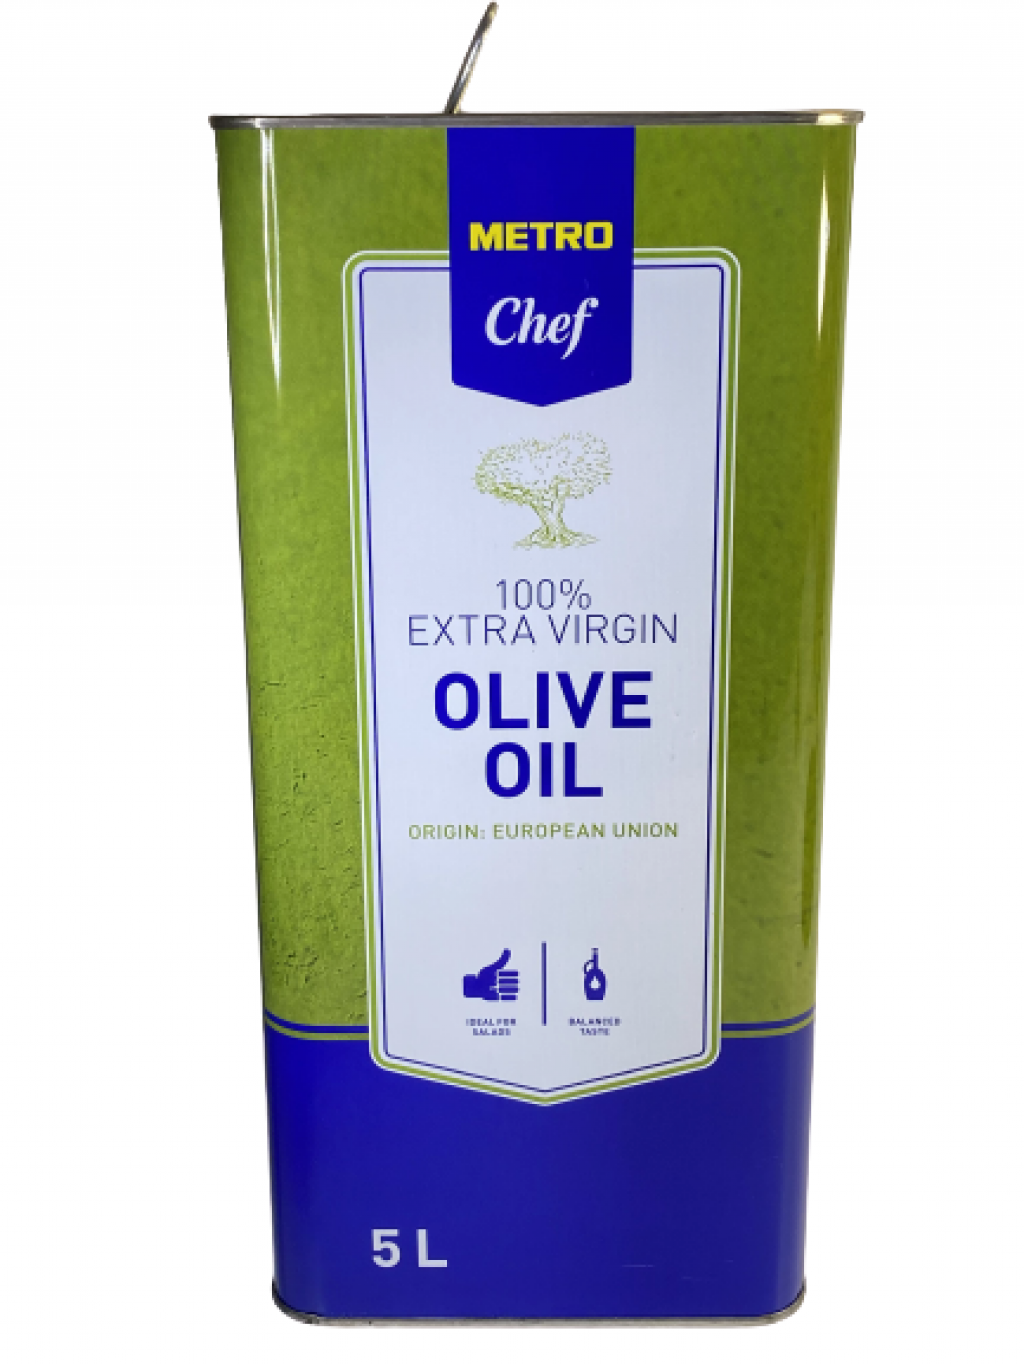 METRO
Chef
100%
EXTRA VIRGIN
OLIVE
OIL
ORIGIN: EUROPEAN UNION
IDEAL FOR
SALADS
BALANCED
TASTE
5 L